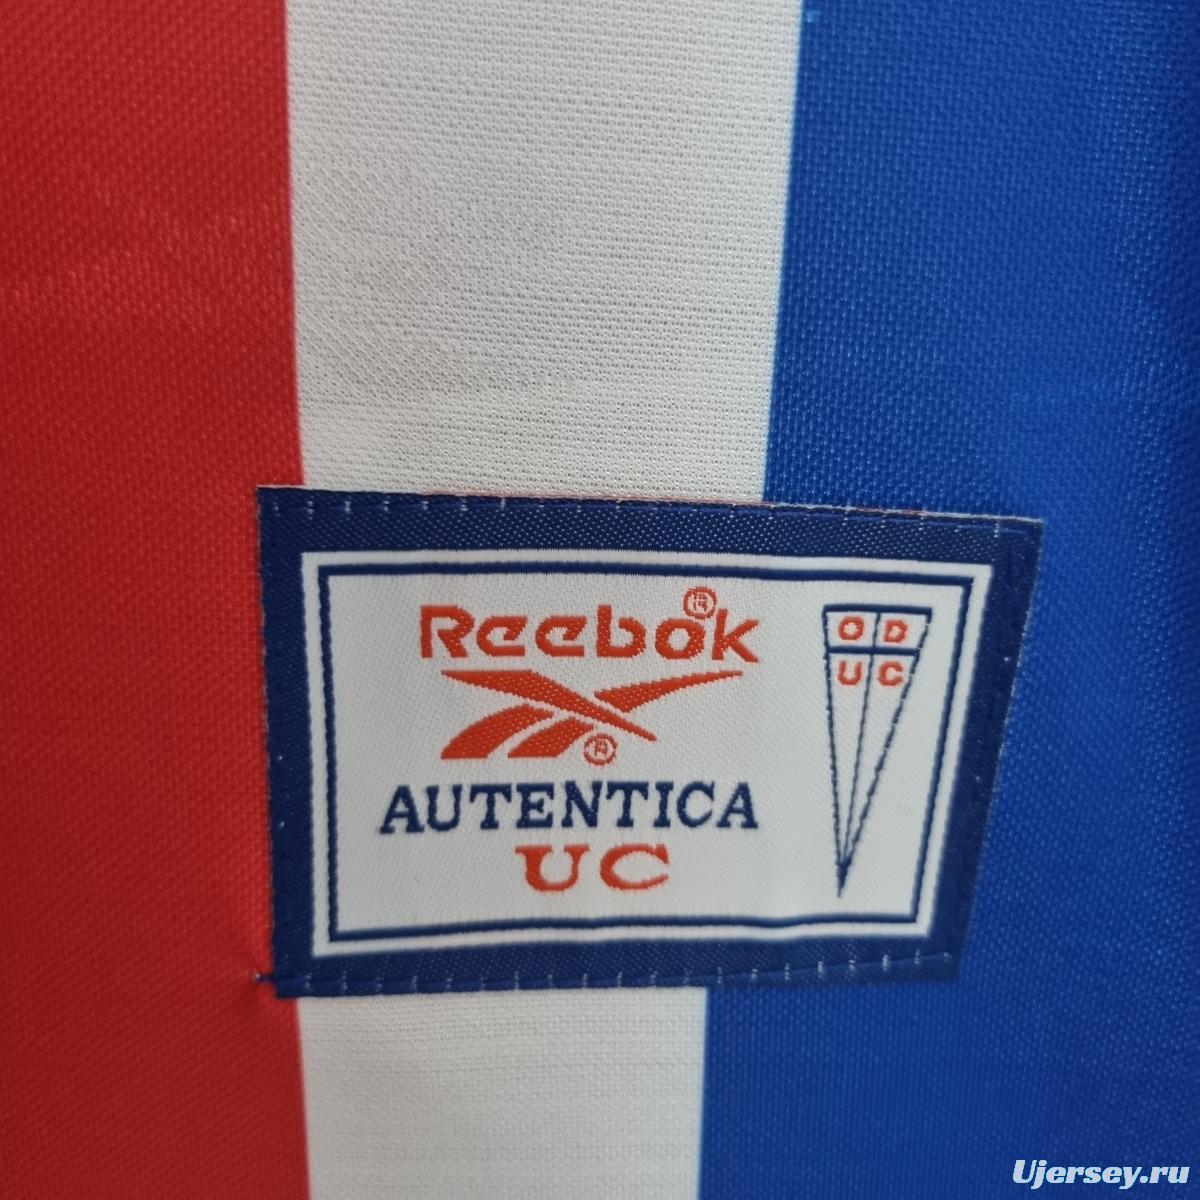 Reebok®
®
AUTENTICA
UC
O D
U C
Ujersey.ru